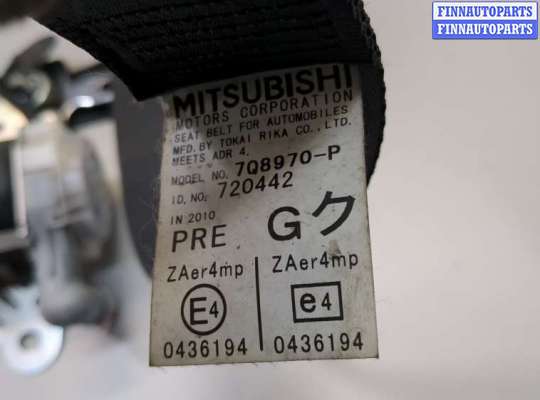 FINNAUTOPARTS
FINNAUTOPARTS
MITSUBISHI
MOTORS CORPORATION
SEAT BELT FOR AUTOMOBILES
MFD. BY TOKAI RIKA CO., LTD.
MEETS ADR 4.
MODEL NO. 7Q8970-P
ID. NO. 720442
IN 2010
PRE Gク
ZAer4mp ZAer4mp
E4 e4
0436194 0436194